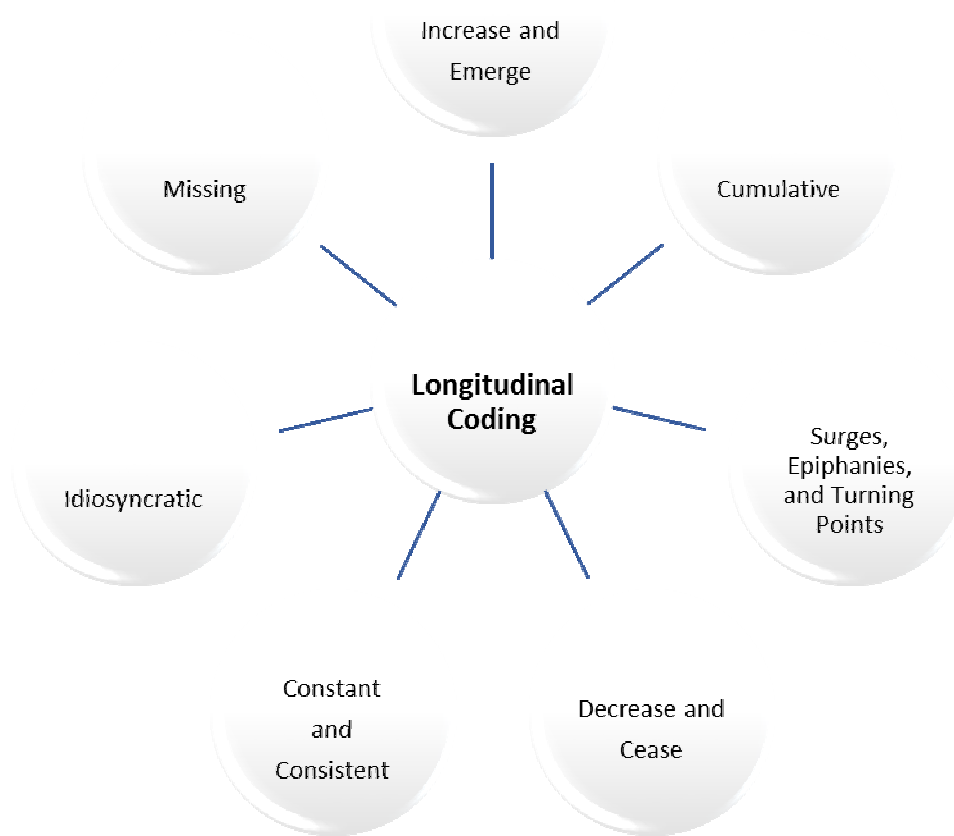 Increase and
Emerge
Missing
Cumulative
Longitudinal
Coding
Surges,
Epiphanies,
and Turning
Points
Idiosyncratic
Constant
and
Consistent
Decrease and
Cease